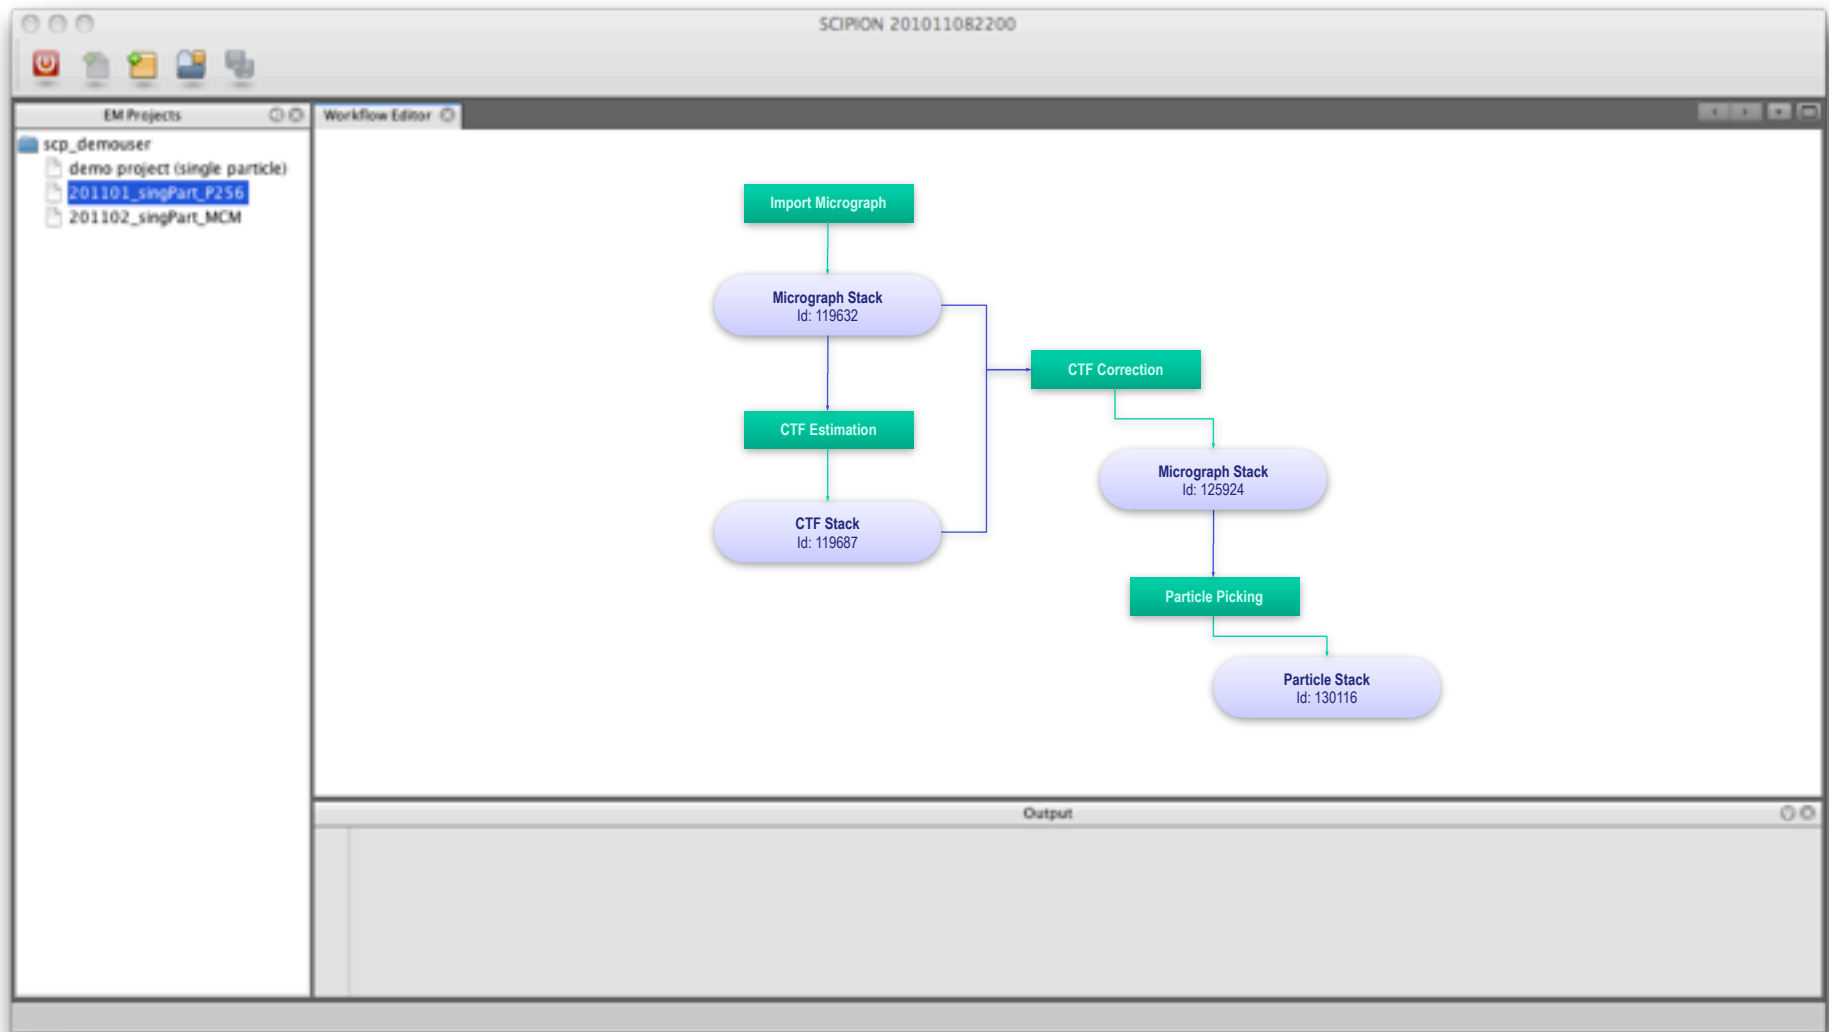 SCIPION 201011082200
EM Projects
Workflow Editor
scp_demouser
demo project (single particle)
201101_singPart_P256
201102_singPart_MCM
Import Micrograph
Micrograph Stack
Id: 119632
CTF Correction
CTF Estimation
Micrograph Stack
Id: 125924
CTF Stack
Id: 119687
Particle Picking
Particle Stack
Id: 130116
Output